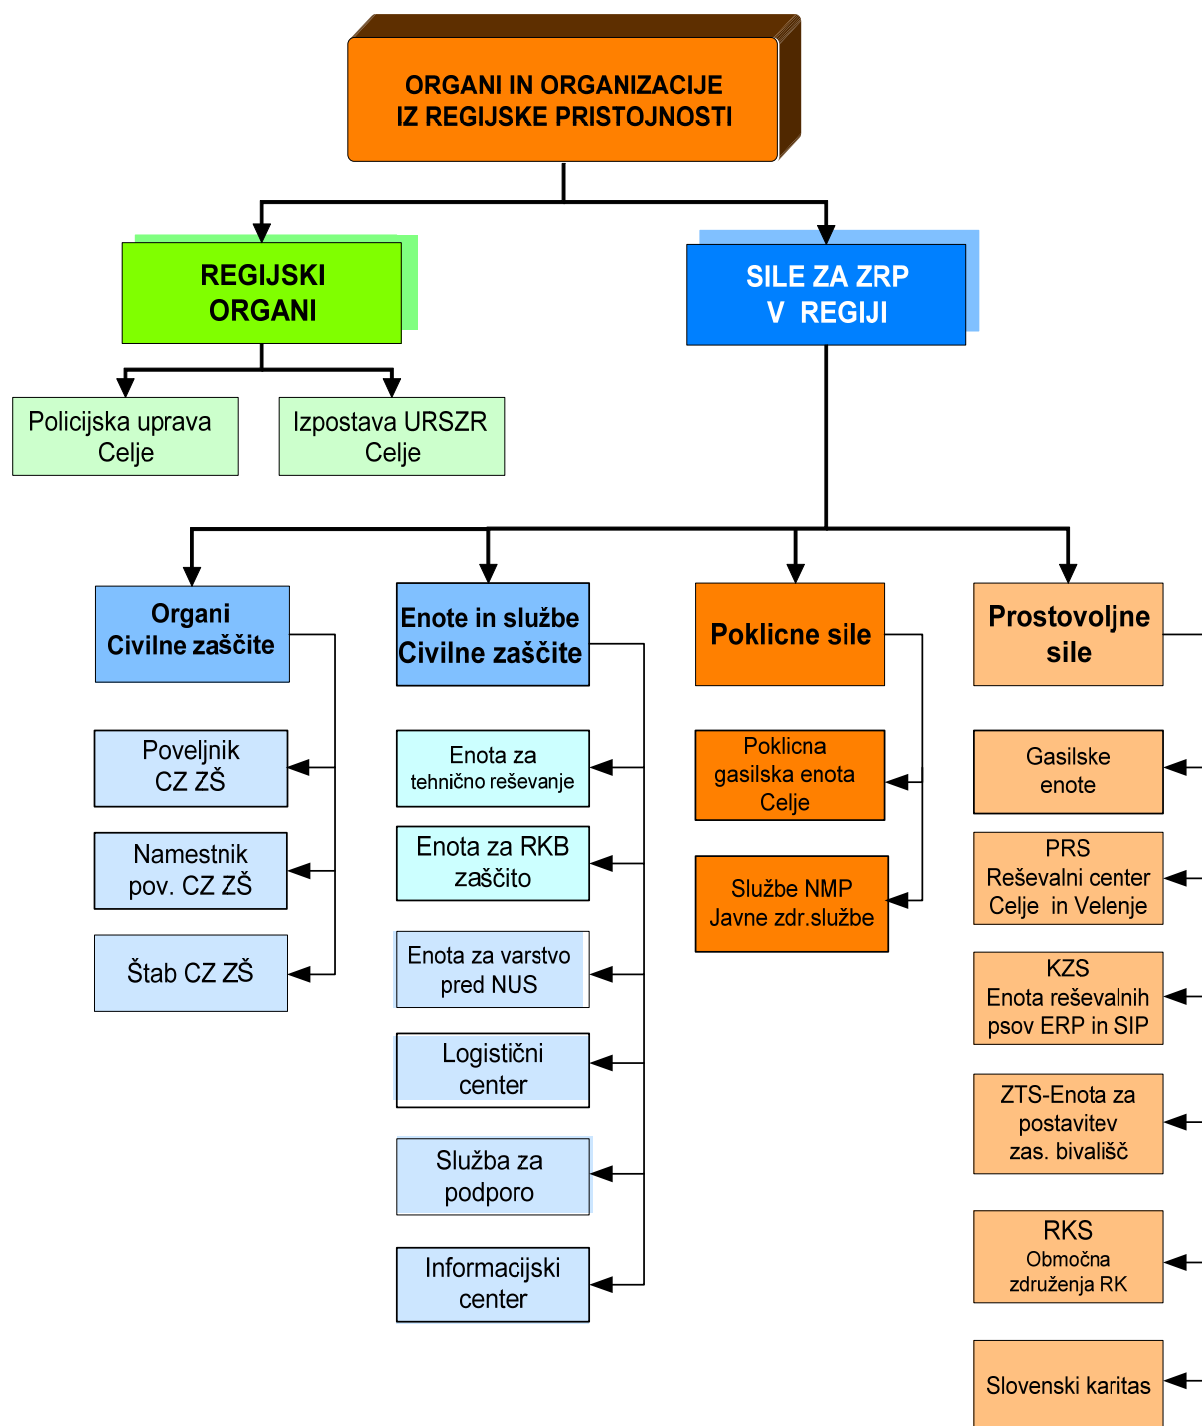 ORGANI IN ORGANIZACIJE
IZ REGIJSKE PRISTOJNOSTI
REGIJSKI
ORGANI
SILE ZA ZRP
V REGIJI
Policijska uprava
Celje
Izpostava URSZR
Celje
Organi
Civilne zaščite
Poveljnik
CZ ZŠ
Namestnik
pov. CZ ZŠ
Štab CZ ZŠ
Enote in službe
Civilne zaščite
Enota za
tehnično reševanje
Enota za RKB
zaščito
Enota za varstvo
pred NUS
Logistični
center
Služba za
podporo
Informacijski
center
Poklicne sile
Poklicna
gasilska enota
Celje
Službe NMP
Javne zdr.službe
Prostovoljne
sile
Gasilske
enote
PRS
Reševalni center
Celje in Velenje
KZS
Enota reševalnih
psov ERP in SIP
ZTS-Enota za
postavitev
zas. bivališč
RKS
Območna
združenja RK
Slovenski karitas